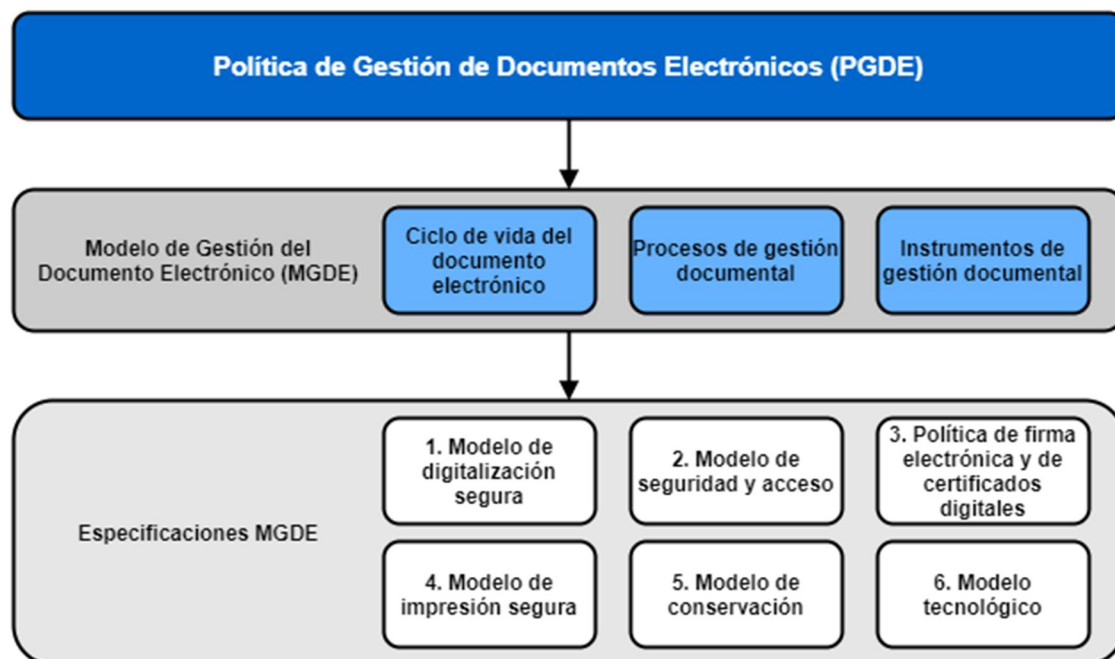 Política de Gestión de Documentos Electrónicos (PGDE)
Modelo de Gestión del
Documento Electrónico (MGDE)
Ciclo de vida del
documento
electrónico
Procesos de gestión
documental
Instrumentos de
gestión documental
Especificaciones MGDE
1. Modelo de
digitalización
segura
2. Modelo de
seguridad y acceso
3. Política de firma
electrónica y de
certificados
digitales
4. Modelo de
impresión segura
5. Modelo de
conservación
6. Modelo
tecnológico